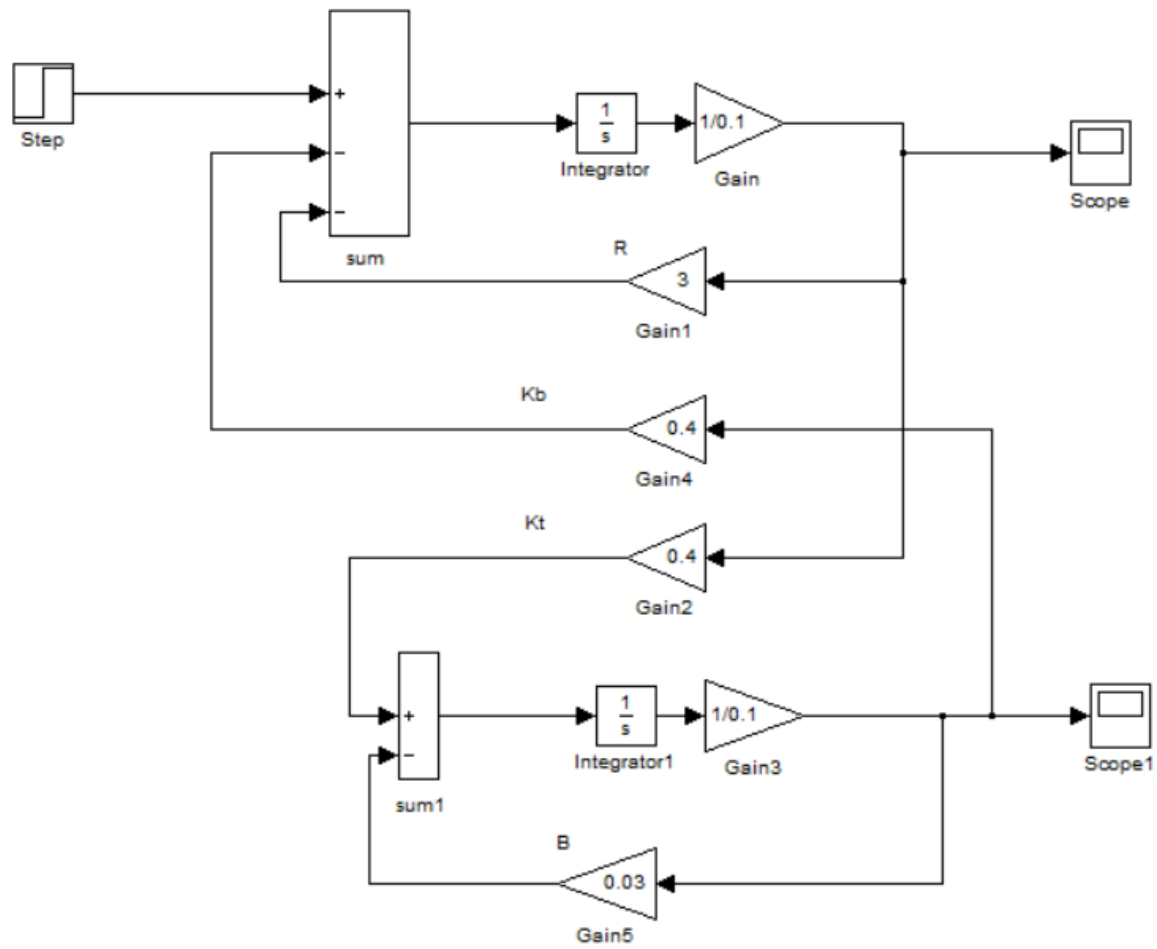 +
Step
1
s
1/0.1
−
Integrator
Gain
Scope
−
sum
R
3
Gain1
Kb
0.4
Gain4
Kt
0.4
Gain2
+
1
s
1/0.1
−
Integrator1
Gain3
Scope1
sum1
B
0.03
Gain5